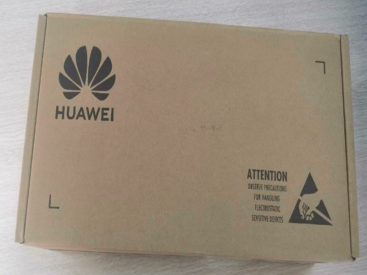 HUAWEI
ATTENTION
OBSERVE PRECAUTIONS
FOR HANDLING
ELECTROSTATIC
SENSITIVE DEVICES